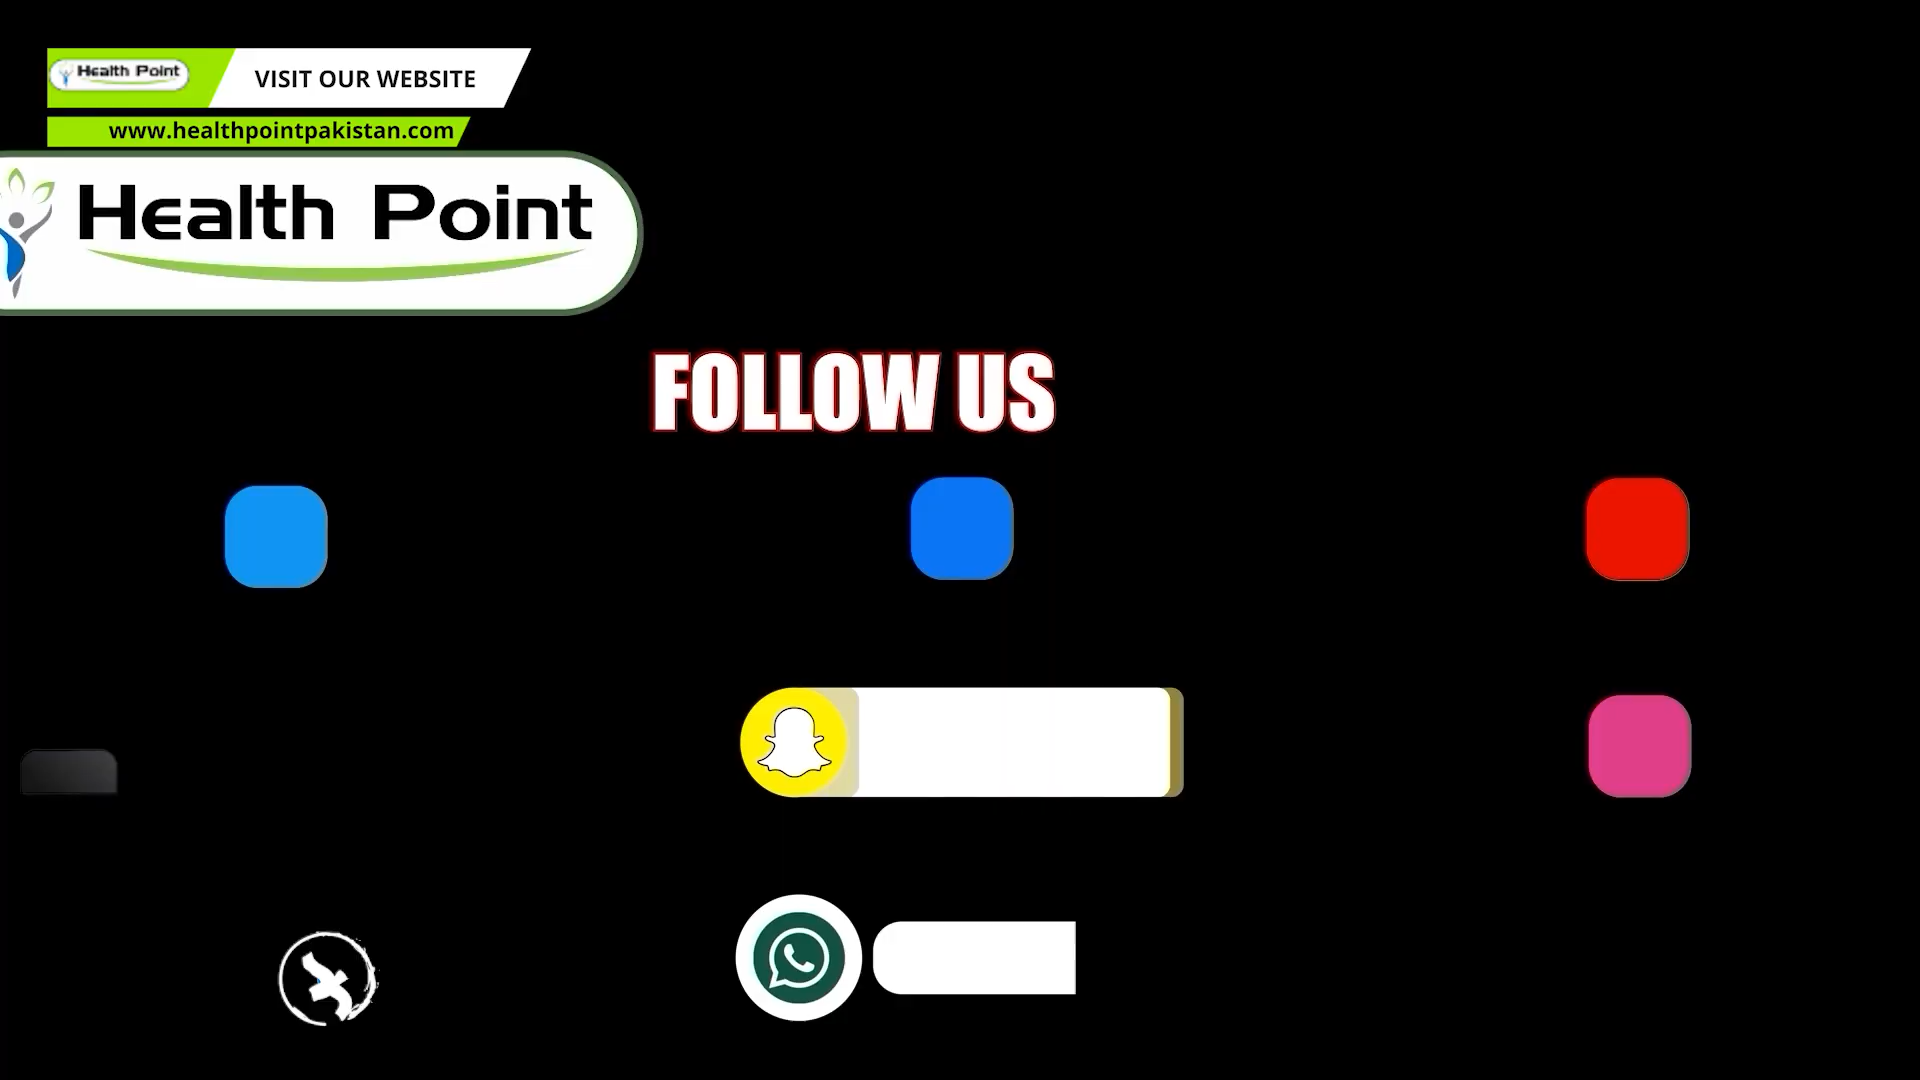 Health Point
VISIT OUR WEBSITE
www.healthpointpakistan.com
Health Point
FOLLOW US